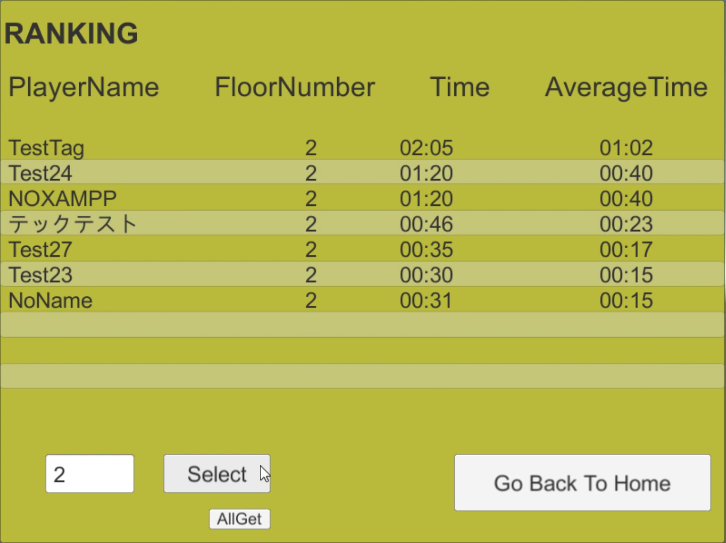 RANKING
PlayerName FloorNumber Time AverageTime
TestTag 2 02:05 01:02
Test24 2 01:20 00:40
NOXAMPP 2 01:20 00:40
テックテスト 2 00:46 00:23
Test27 2 00:35 00:17
Test23 2 00:30 00:15
NoName 2 00:31 00:15
2 Select Go Back To Home
AllGet